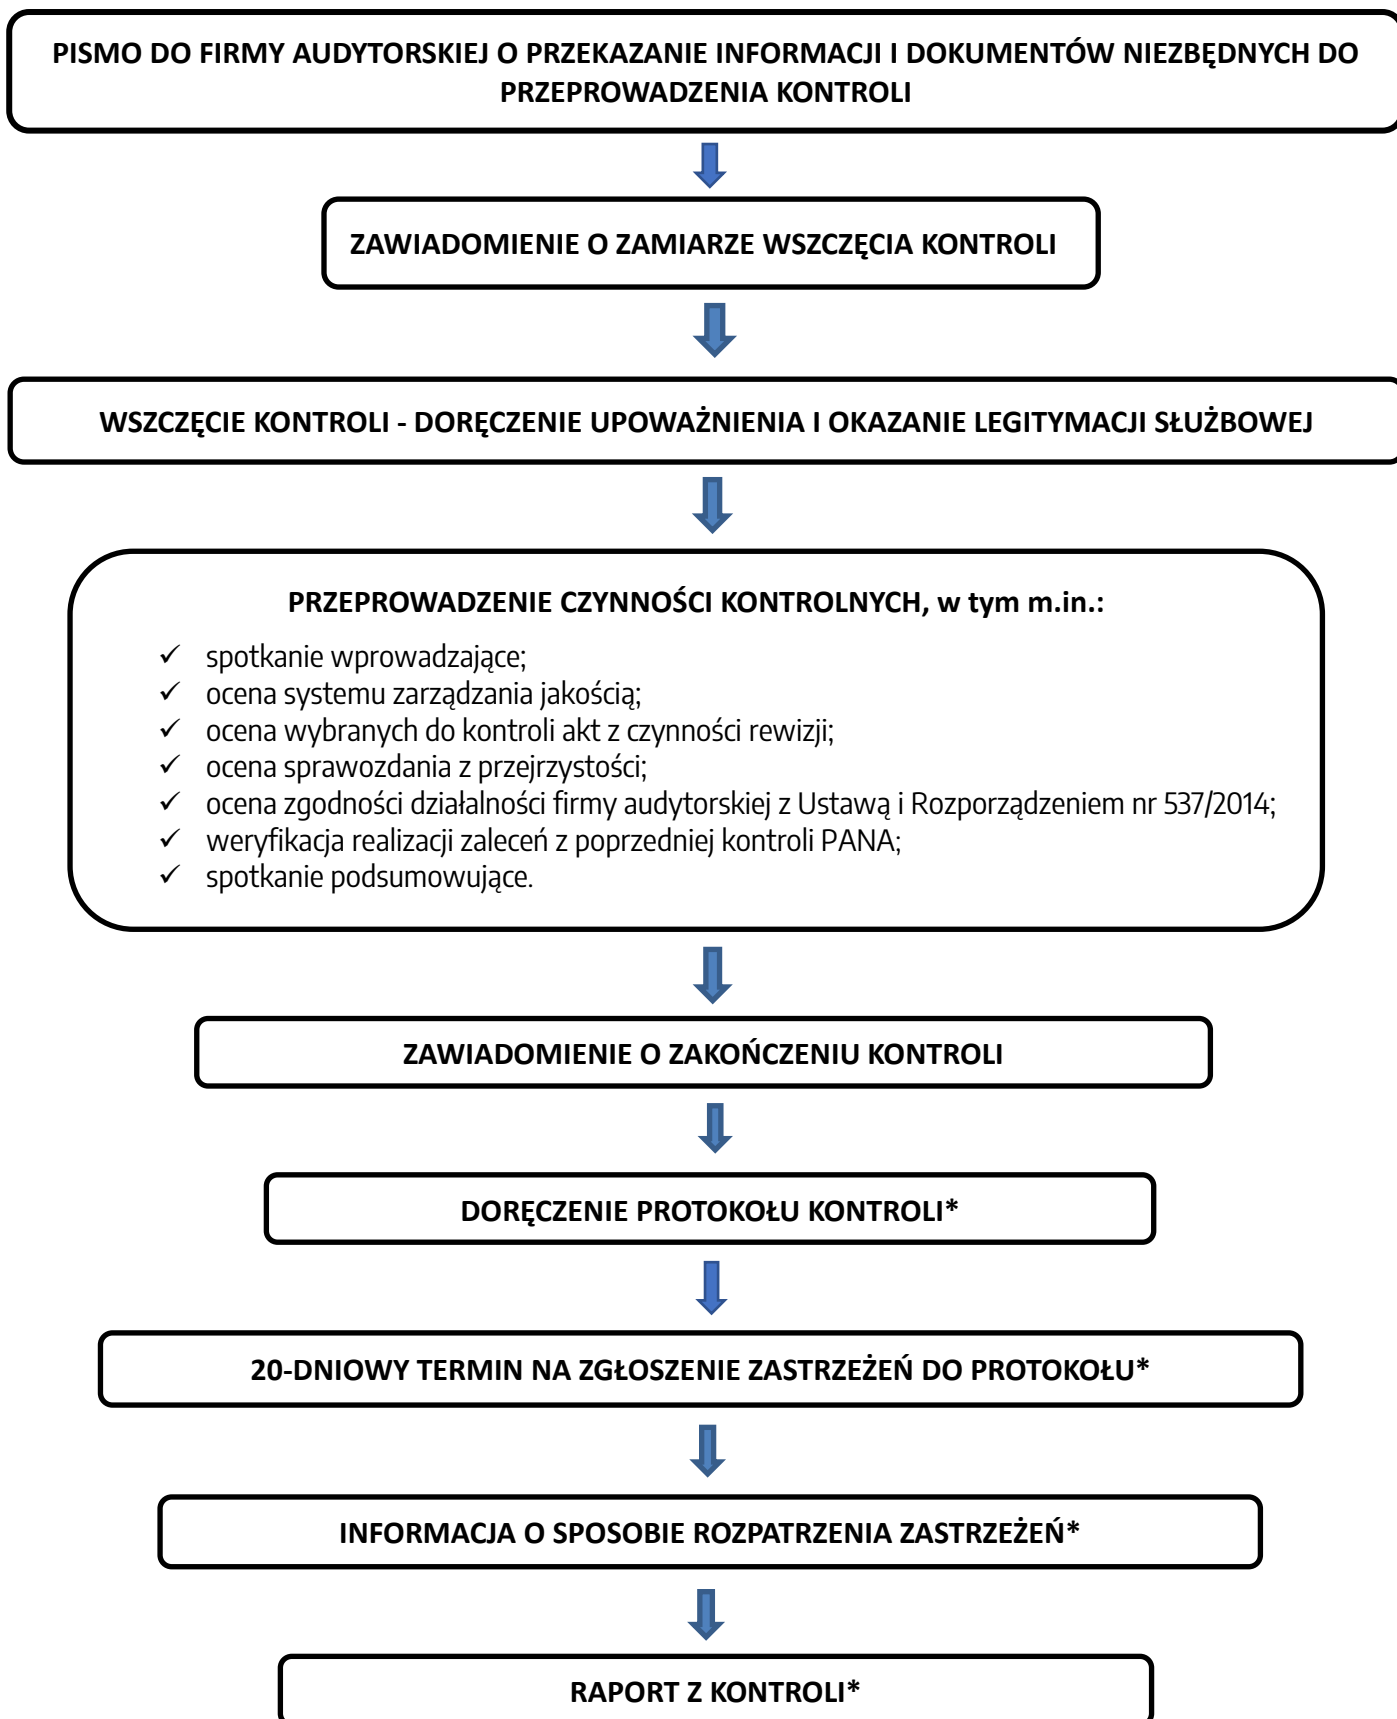 PISMO DO FIRMY AUDYTORSKIEJ O PRZEKAZANIE INFORMACJI I DOKUMENTÓW NIEZBĘDNYCH DO
PRZEPROWADZENIA KONTROLI
ZAWIADOMIENIE O ZAMIARZE WSZCZĘCIA KONTROLI
WSZCZĘCIE KONTROLI - DORĘCZENIE UPOWAŻNIENIA I OKAZANIE LEGITYMACJI SŁUŻBOWEJ
PRZEPROWADZENIE CZYNNOŚCI KONTROLNYCH, w tym m.in.:
✓ spotkanie wprowadzające;
✓ ocena systemu zarządzania jakością;
✓ ocena wybranych do kontroli akt z czynności rewizji;
✓ ocena sprawozdania z przejrzystości;
✓ ocena zgodności działalności firmy audytorskiej z Ustawą i Rozporządzeniem nr 537/2014;
✓ weryfikacja realizacji zaleceń z poprzedniej kontroli PANA;
✓ spotkanie podsumowujące.
ZAWIADOMIENIE O ZAKOŃCZENIU KONTROLI
DORĘCZENIE PROTOKOŁU KONTROLI*
20-DNIOWY TERMIN NA ZGŁOSZENIE ZASTRZEŻEŃ DO PROTOKOŁU*
INFORMACJA O SPOSOBIE ROZPATRZENIA ZASTRZEŻEŃ*
RAPORT Z KONTROLI*